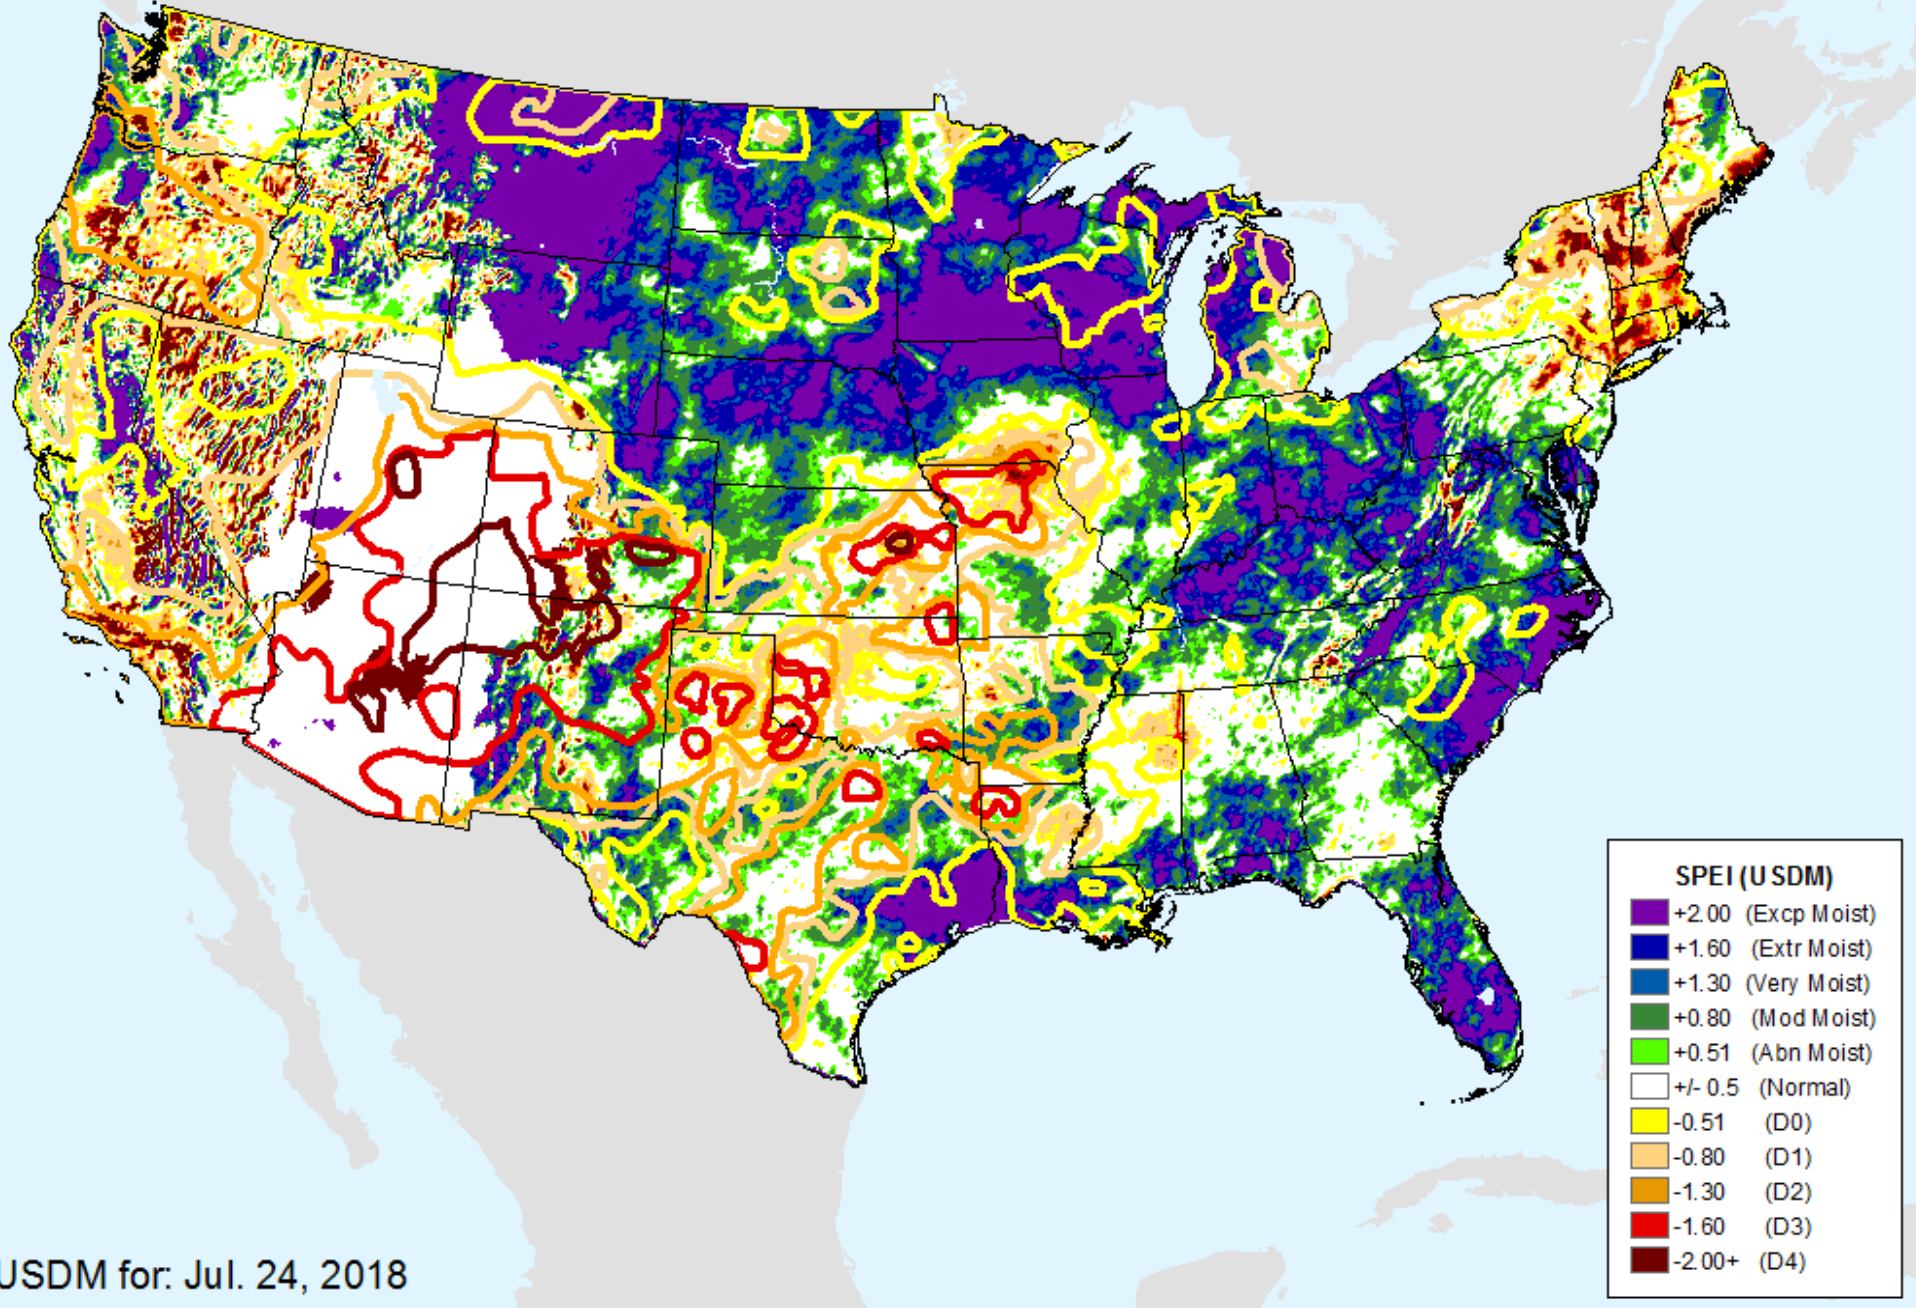 SPEI (USDM)
+2.00 (Excp Moist)
+1.60 (Extr Moist)
+1.30 (Very Moist)
+0.80 (Mod Moist)
+0.51 (Abn Moist)
+/- 0.5 (Normal)
-0.51 (D0)
-0.80 (D1)
-1.30 (D2)
-1.60 (D3)
-2.00+ (D4)
USDM for: Jul. 24, 2018